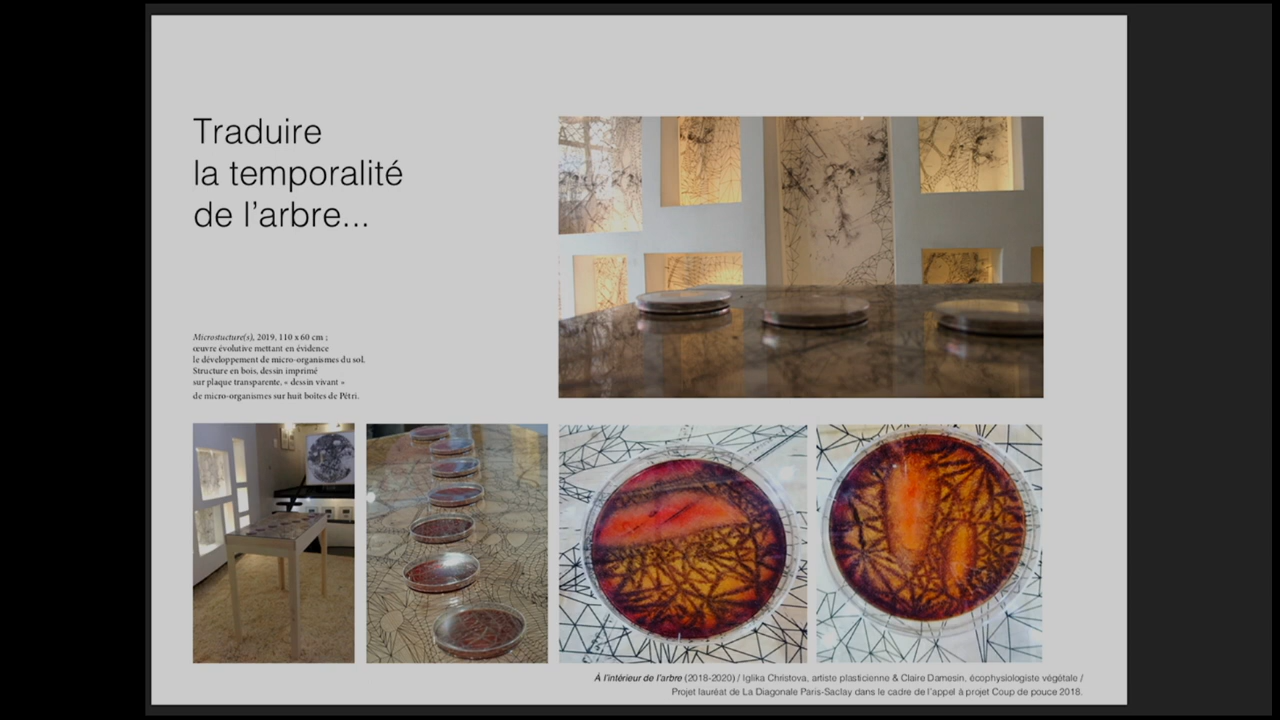 Traduire
la temporalité
de l'arbre...
Microstucture(s), 2019, 110 x 60 cm ;
œuvre évolutive mettant en évidence
le développement de micro-organismes du sol.
Structure en bois, dessin imprimé
sur plaque transparente, « dessin vivant »
de micro-organismes sur huit boîtes de Pétri.
À l'intérieur de l'arbre (2018-2020) / Iglika Christova, artiste plasticienne & Claire Damesin, écophysiologiste végétale /
Projet lauréat de La Diagonale Paris-Saclay dans le cadre de l'appel à projet Coup de pouce 2018.